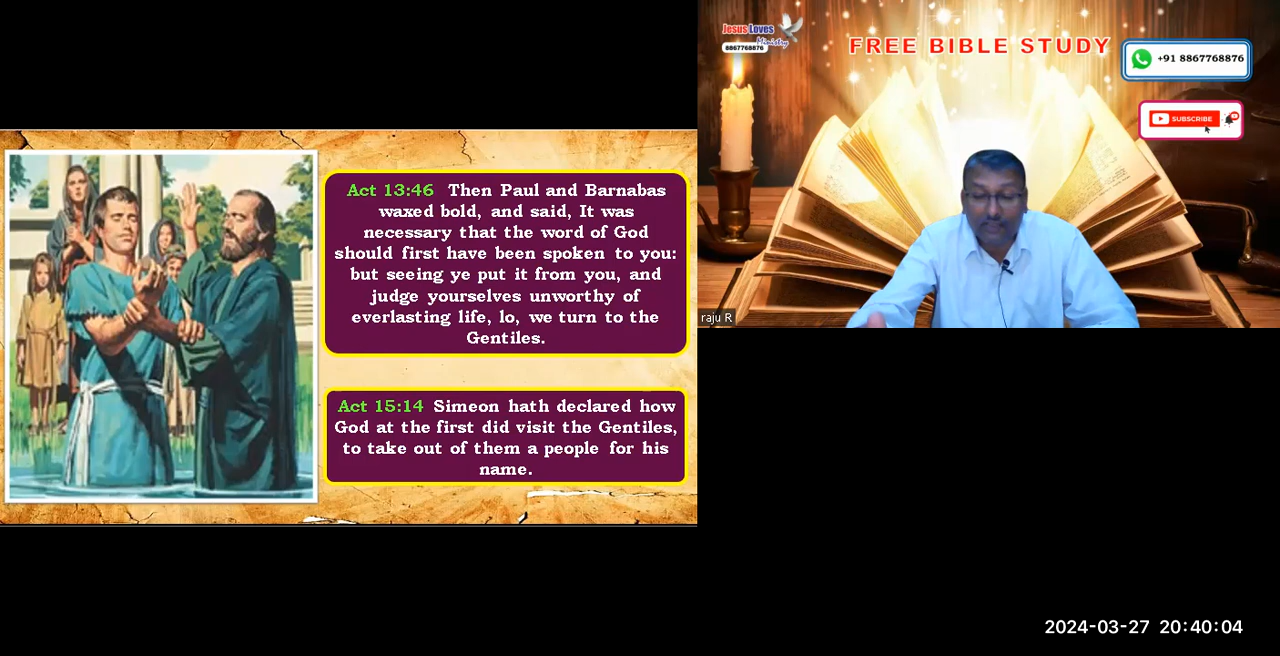 Act 13:46 Then Paul and Barnabas
waxed bold, and said, It was
necessary that the word of God
should first have been spoken to you:
but seeing ye put it from you, and
judge yourselves unworthy of
everlasting life, lo, we turn to the
Gentiles.
Act 15:14 Simeon hath declared how
God at the first did visit the Gentiles,
to take out of them a people for his
name.
Jesus Loves
Ministry
8867768876
FREE BIBLE STUDY
+91 8867768876
SUBSCRIBE
raju R
2024-03-27 20:40:04